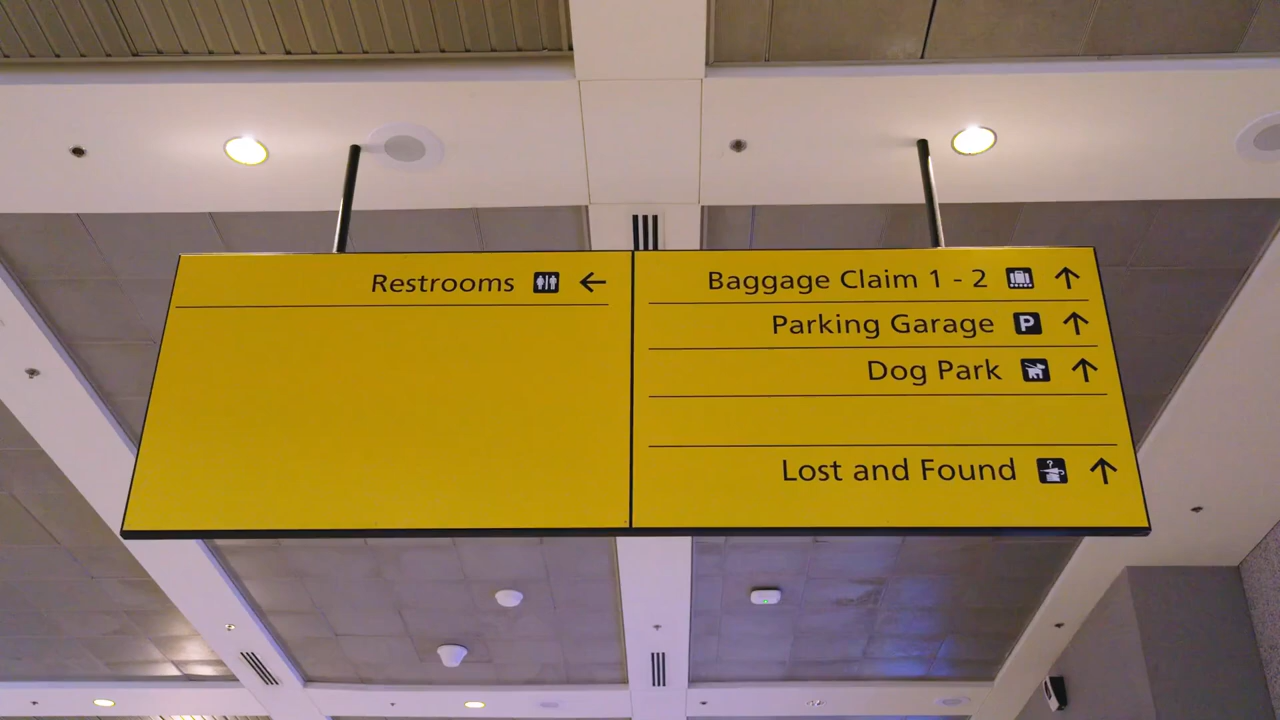 Restrooms
Baggage Claim 1 - 2
Parking Garage P
Dog Park
Lost and Found